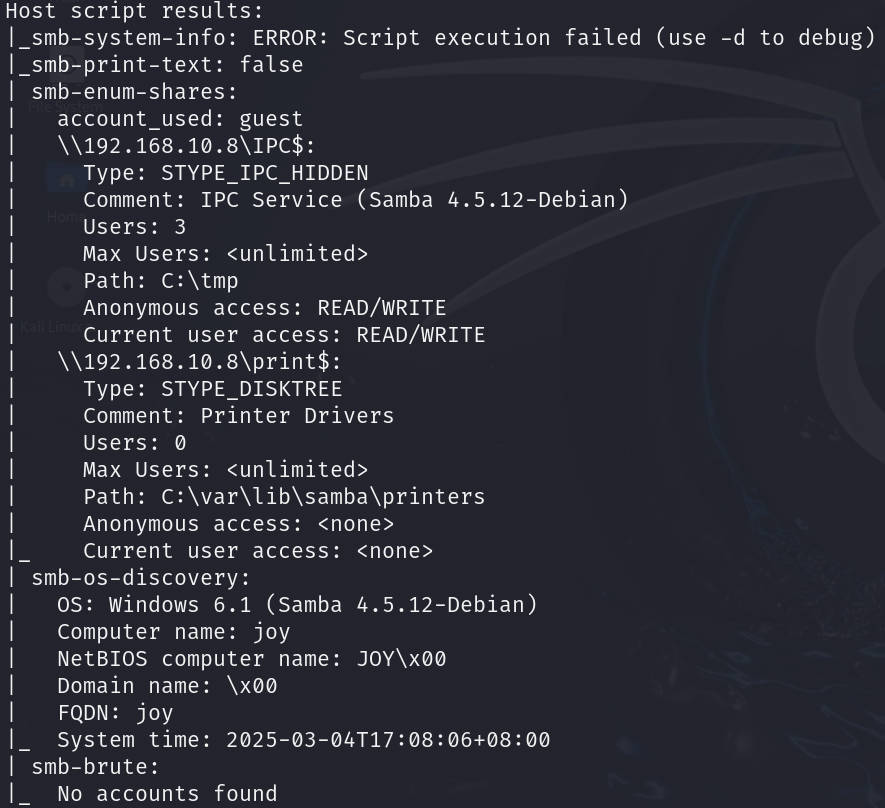 Host script results:
|_smb-system-info: ERROR: Script execution failed (use -d to debug)
|_smb-print-text: false
| smb-enum-shares:
|   account_used: guest
|   \\192.168.10.8\IPC$:
|     Type: STYPE_IPC_HIDDEN
|     Comment: IPC Service (Samba 4.5.12-Debian)
|     Users: 3
|     Max Users: <unlimited>
|     Path: C:\tmp
|     Anonymous access: READ/WRITE
|     Current user access: READ/WRITE
|   \\192.168.10.8\print$:
|     Type: STYPE_DISKTREE
|     Comment: Printer Drivers
|     Users: 0
|     Max Users: <unlimited>
|     Path: C:\var\lib\samba\printers
|     Anonymous access: <none>
|_    Current user access: <none>
| smb-os-discovery:
|   OS: Windows 6.1 (Samba 4.5.12-Debian)
|   Computer name: joy
|   NetBIOS computer name: JOY\x00
|   Domain name: \x00
|   FQDN: joy
|_  System time: 2025-03-04T17:08:06+08:00
| smb-brute:
|_  No accounts found
File System
Home
Kali Linux